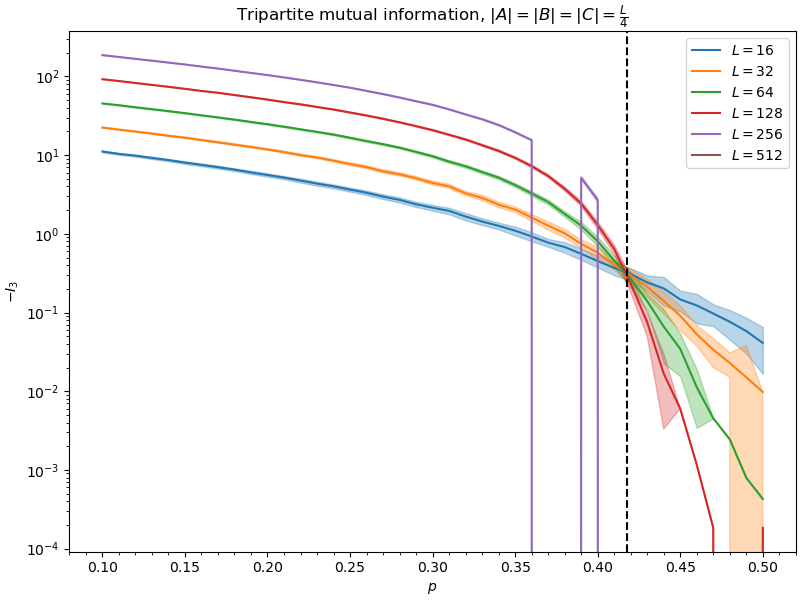 Tripartite mutual information, |A| = |B| = |C| = L/4
10²
10¹
10⁰
10⁻¹
10⁻²
10⁻³
10⁻⁴
−I₃
0.10 0.15 0.20 0.25 0.30 0.35 0.40 0.45 0.50
p
L = 16
L = 32
L = 64
L = 128
L = 256
L = 512